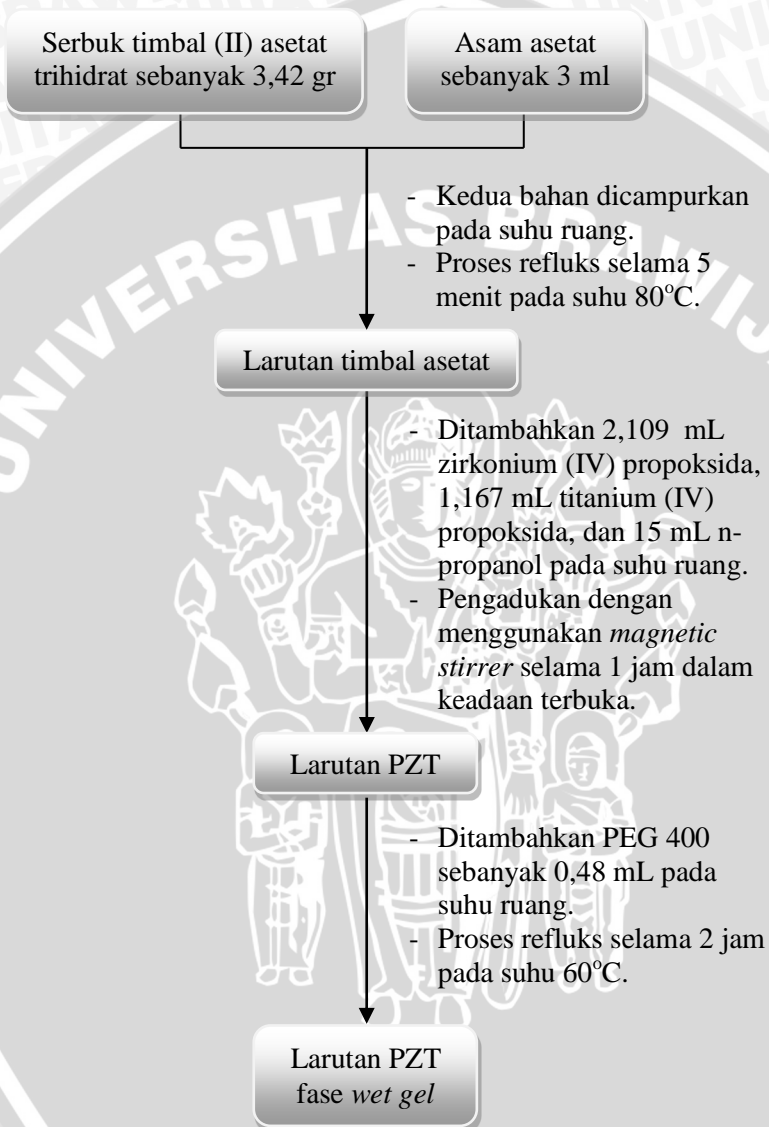 Serbuk timbal (II) asetat
trihidrat sebanyak 3,42 gr
Asam asetat
sebanyak 3 ml
- Kedua bahan dicampurkan
pada suhu ruang.
- Proses refluks selama 5
menit pada suhu 80°C.
Larutan timbal asetat
- Ditambahkan 2,109 mL
zirkonium (IV) propoksida,
1,167 mL titanium (IV)
propoksida, dan 15 mL n-
propanol pada suhu ruang.
- Pengadukan dengan
menggunakan magnetic
stirrer selama 1 jam dalam
keadaan terbuka.
Larutan PZT
- Ditambahkan PEG 400
sebanyak 0,48 mL pada
suhu ruang.
- Proses refluks selama 2 jam
pada suhu 60°C.
Larutan PZT
fase wet gel
UNIVERSITAS BRAWIJ